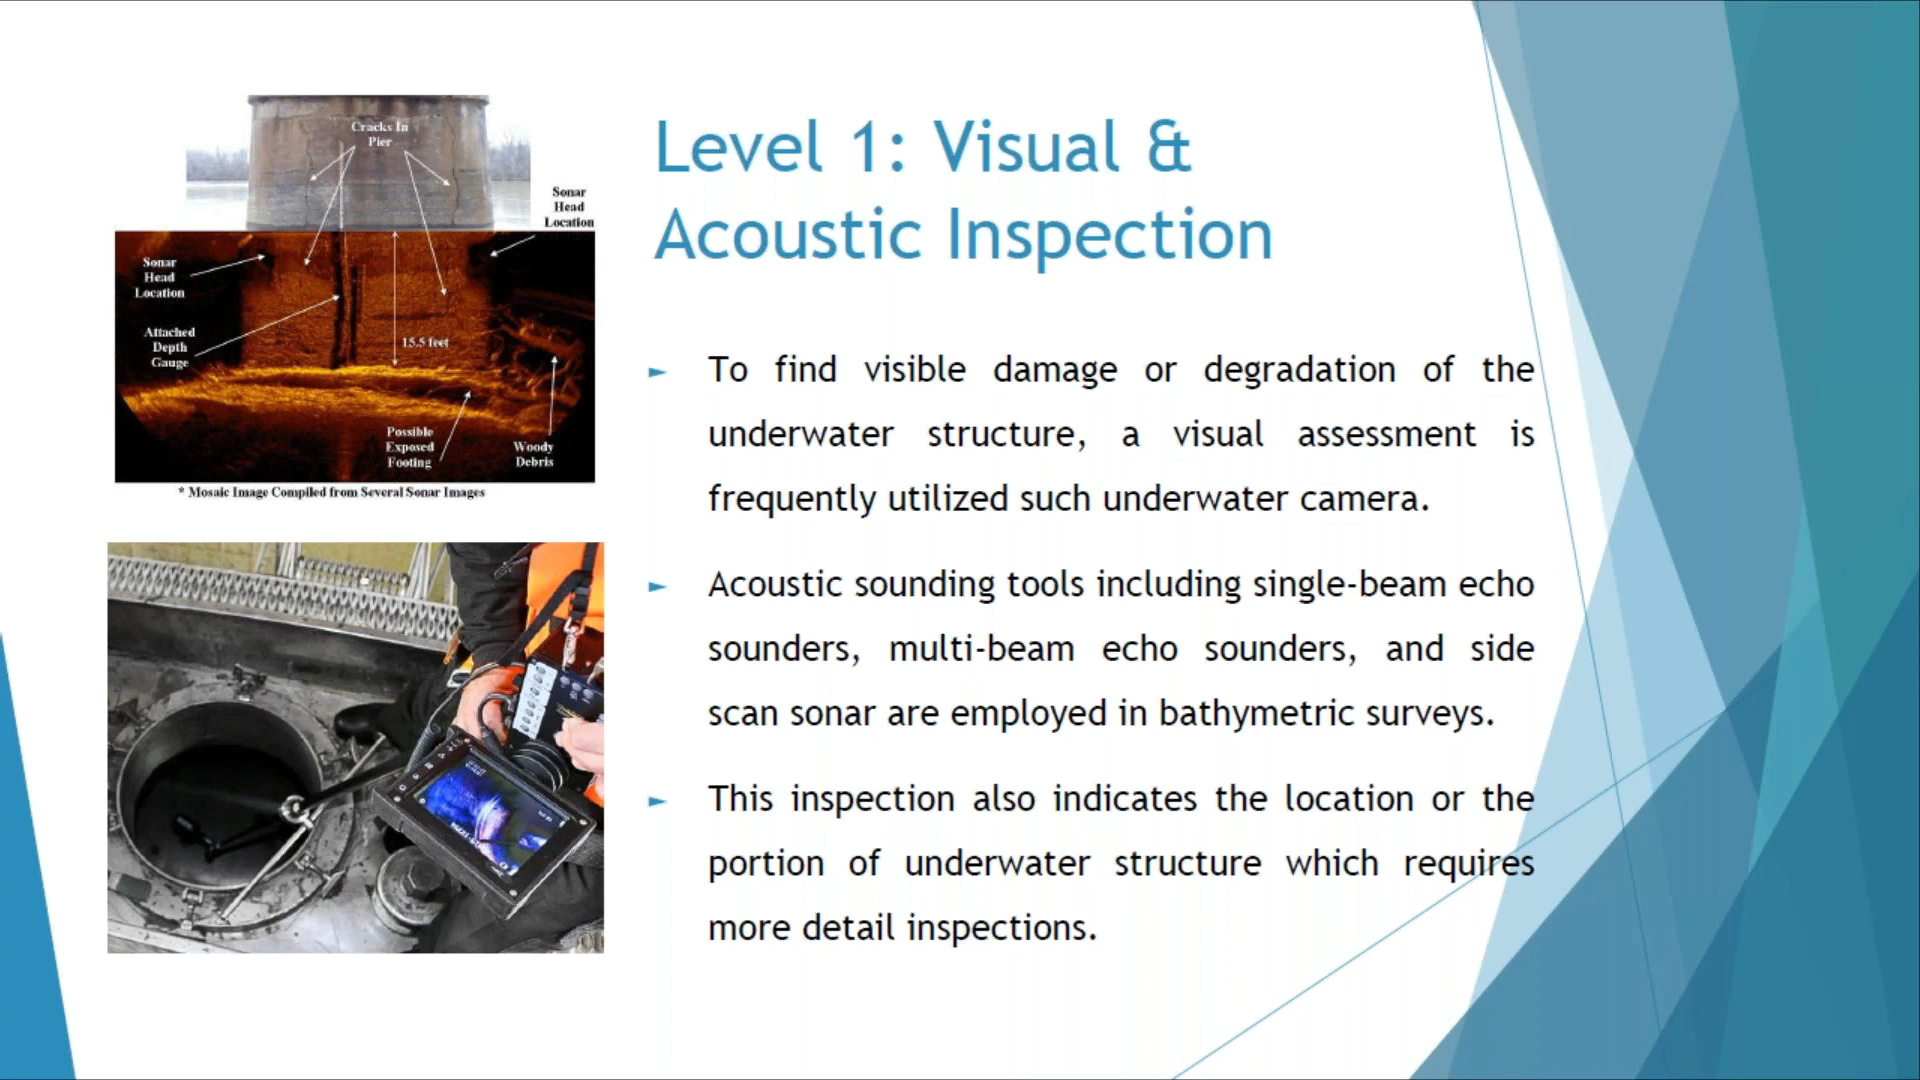 Level 1: Visual &
Acoustic Inspection
► To find visible damage or degradation of the
underwater structure, a visual assessment is
frequently utilized such underwater camera.
► Acoustic sounding tools including single-beam echo
sounders, multi-beam echo sounders, and side
scan sonar are employed in bathymetric surveys.
► This inspection also indicates the location or the
portion of underwater structure which requires
more detail inspections.
Cracks In
Pier
Sonar
Head
Location
Sonar
Head
Location
Attached
Depth
Gauge
15.5 feet
Possible
Exposed
Footing
Woody
Debris
* Mosaic Image Compiled from Several Sonar Images